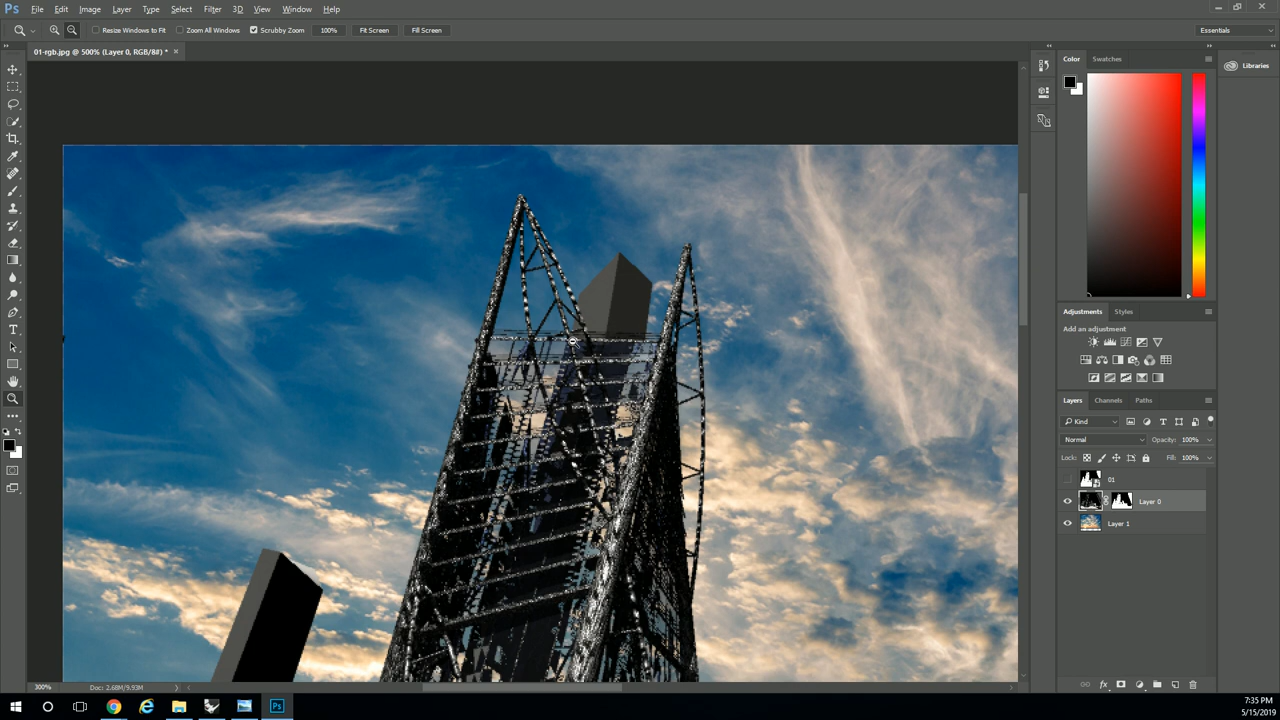 Ps File Edit Image Layer Type Select Filter 3D View Window Help
Resize Windows to Fit Zoom All Windows Scrubby Zoom 100% Fit Screen Fill Screen Essentials
01-rgb.jpg @ 500% (Layer 0, RGB/8#) * ×
Color Swatches
Libraries
Adjustments Styles
Add an adjustment
Layers Channels Paths
Kind
Normal Opacity: 100%
Lock: Fill: 100%
01
Layer 0
Layer 1
300% Doc: 2.68M/9.93M
Ps
7:35 PM
5/15/2019